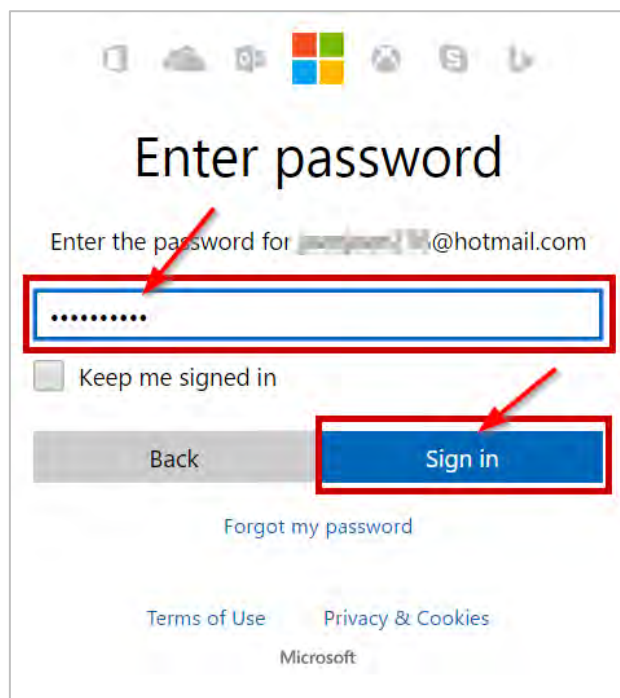 Enter password
Enter the password for @hotmail.com
••••••••••
Keep me signed in
Back Sign in
Forgot my password
Terms of Use Privacy & Cookies
Microsoft